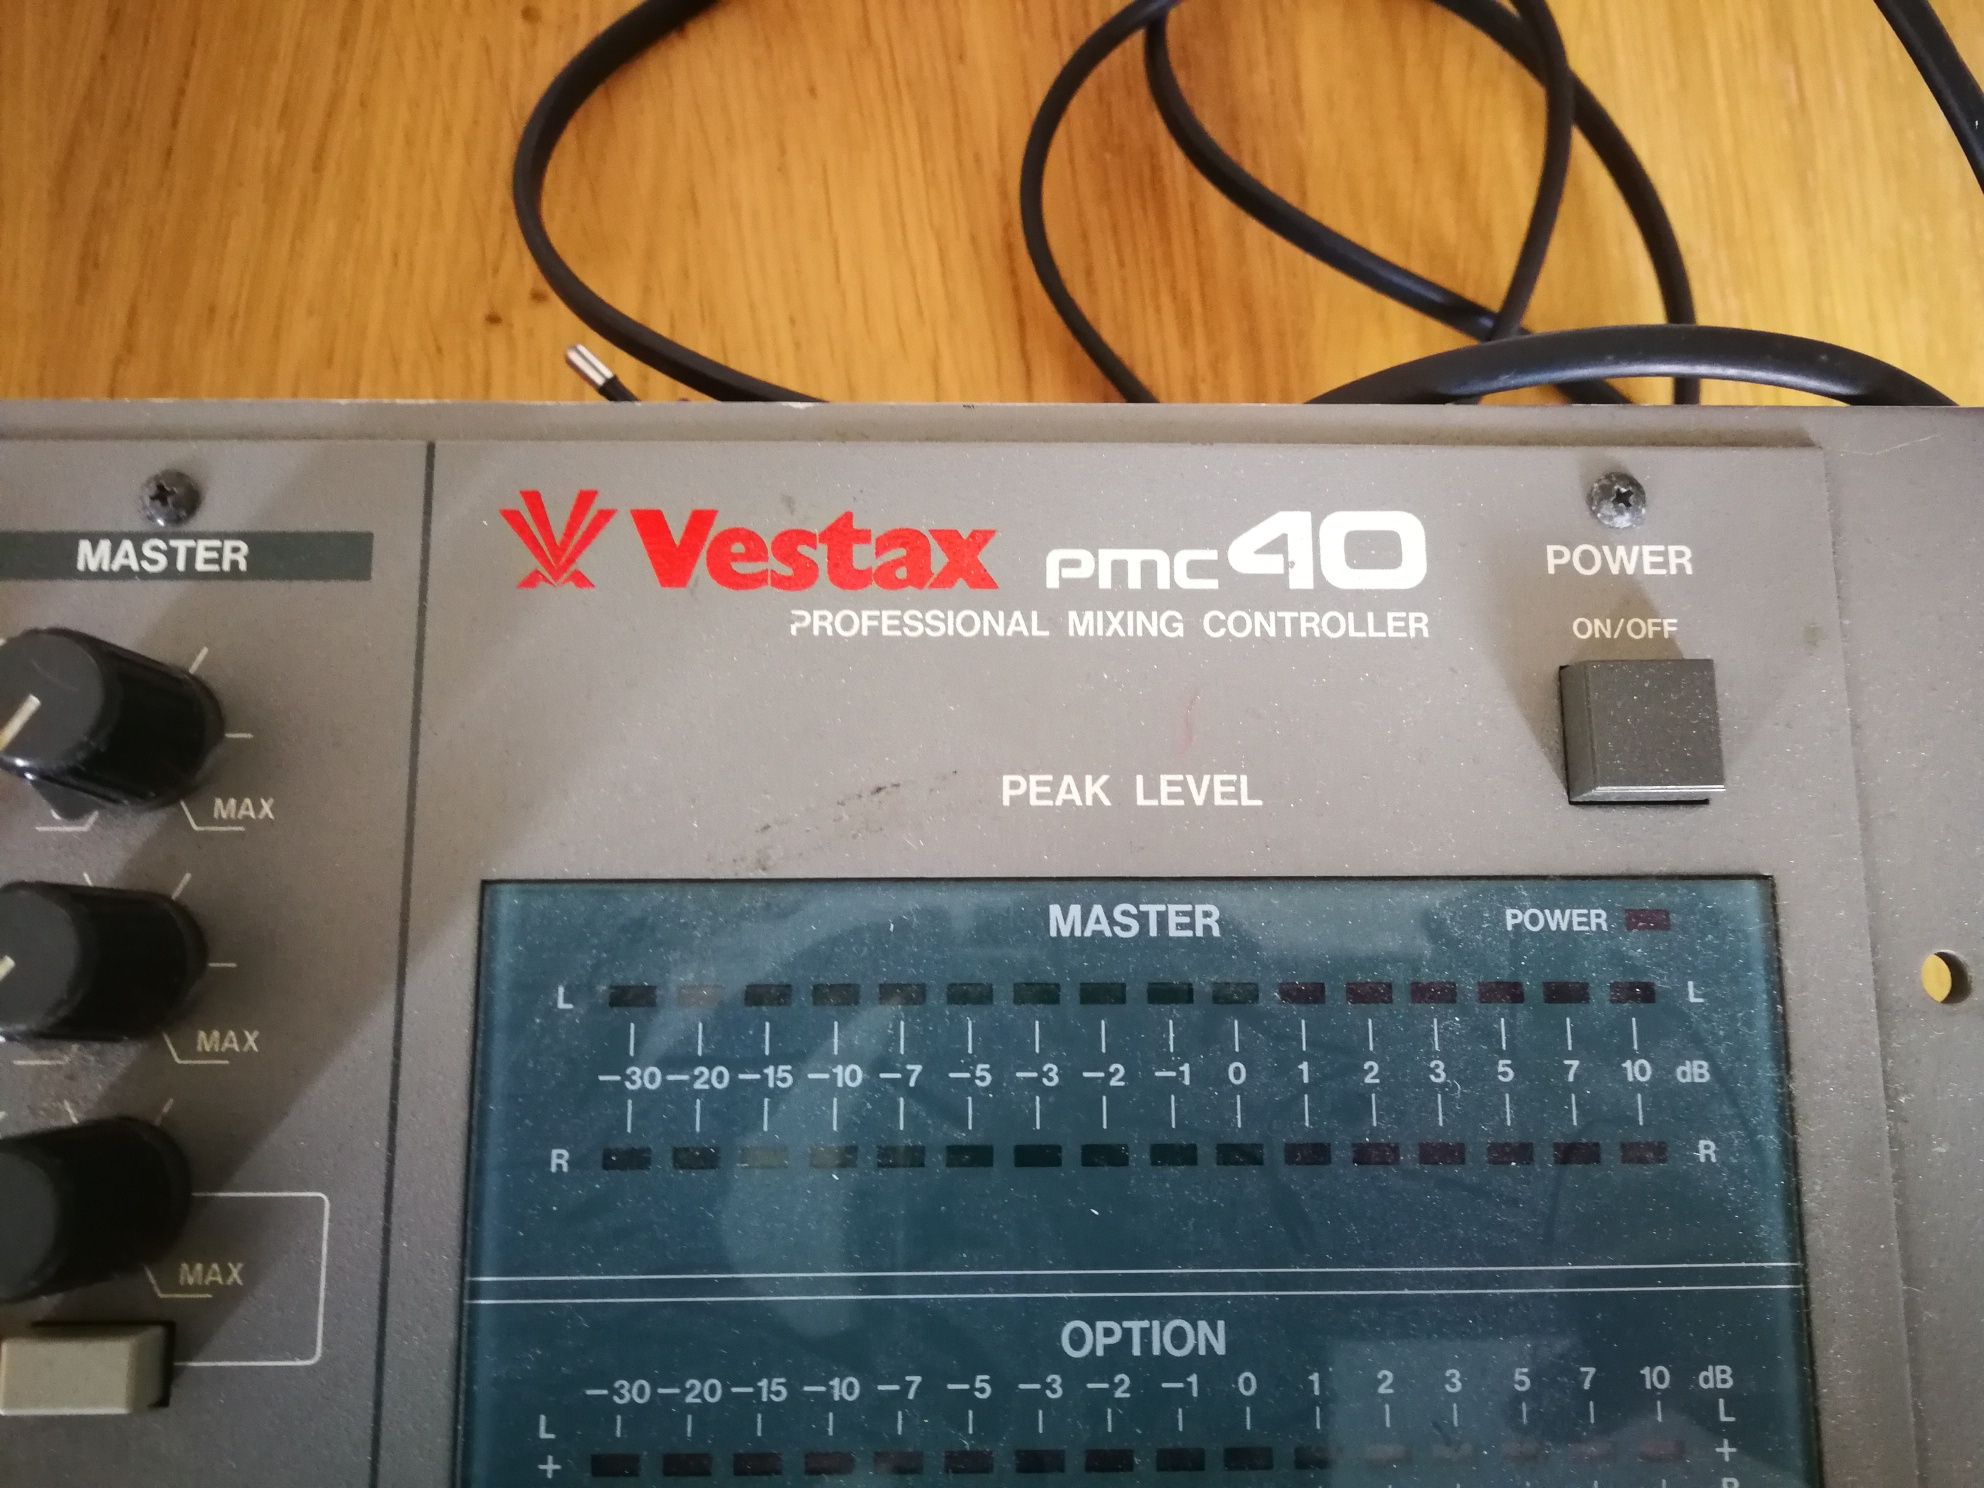 MASTER
Vestax PMC40
PROFESSIONAL MIXING CONTROLLER
POWER
ON/OFF
MAX
MAX
MAX
PEAK LEVEL
MASTER
POWER
L L
-30 -20 -15 -10 -7 -5 -3 -2 -1 0 1 2 3 5 7 10 dB
R R
OPTION
-30 -20 -15 -10 -7 -5 -3 -2 -1 0 1 2 3 5 7 10 dB
L L
+ +